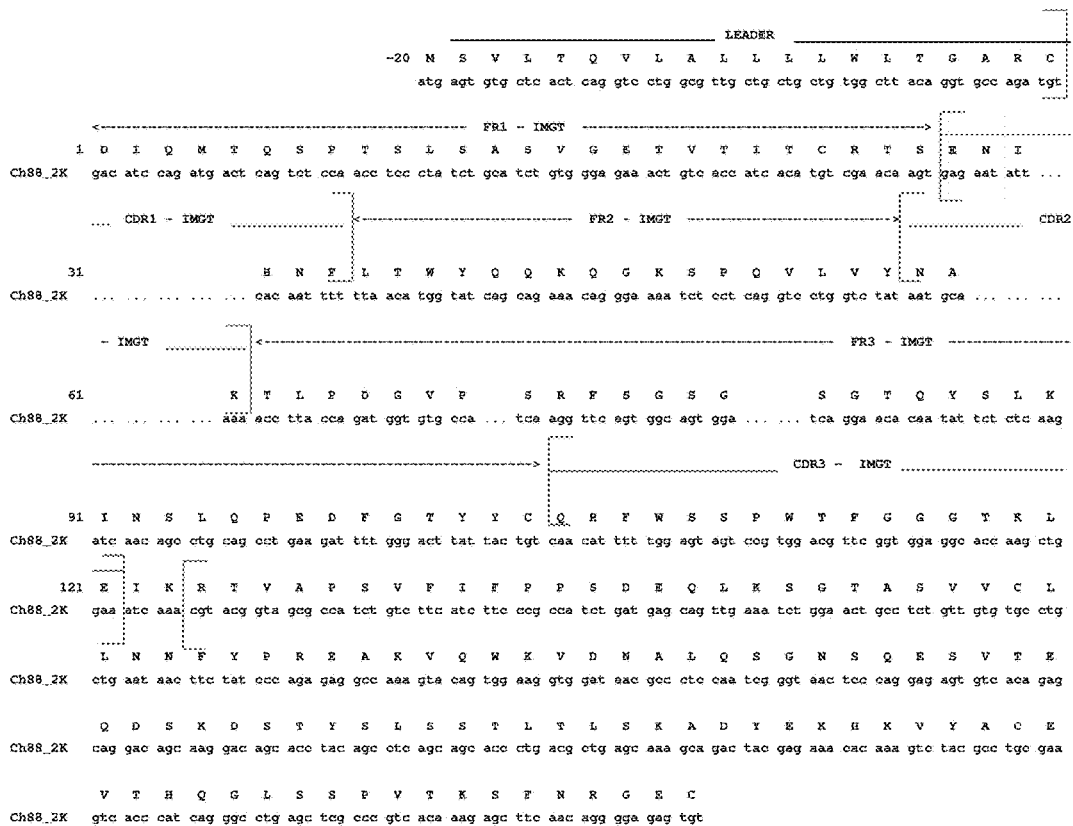 LEADER
-20 M S V L T Q V L A L L L L W L T G A R C
atg agt gtg ctc act cag gtc ctg gcg ttg ctg ctg ctg tgg ctt aca ggt gcc aga tgt
FR1 - IMGT
1 D I Q M T Q S P T S L S A S V G E T V T I T C R T S E N I
Ch88_2K gac atc cag atg act cag tct cca acc tcc cta tct gca tct gtg gga gaa act gtc acc atc aca tgt cga aca agt gag aat att ...
CDR1 - IMGT FR2 - IMGT CDR2
31 H N F L T W Y Q Q K Q G K S P Q V L V Y N A
Ch88_2K ... ... ... ... ... cac aat ttt tta aca tgg tat cag cag aaa cag gga aaa tct cct cag gtc ctg gtc tat aat gca ... ... ...
- IMGT FR3 - IMGT
61 K T L P D G V P S R F S G S G S G T Q Y S L K
Ch88_2K ... ... ... ... aaa acc tta cca gat ggt gtg cca ... tca agg ttc agt ggc agt gga ... ... tca gga aca caa tat tct ctc aag
CDR3 - IMGT
91 I N S L Q P E D F G T Y Y C Q H F W S S P W T F G G G T K L
Ch88_2K atc aac agc ctg cag cct gaa gat ttt ggg act tat tac tgt caa cat ttt tgg agt agt ccg tgg acg ttc ggt gga ggc acc aag ctg
121 E I K R T V A P S V F I F P P S D E Q L K S G T A S V V C L
Ch88_2K gaa atc aaa cgt acg gta gcg cca tct gtc ttc atc ttc ccg cca tct gat gag cag ttg aaa tct gga act gcc tct gtt gtg tgc ctg
L N N F Y P R E A K V Q W K V D N A L Q S G N S Q E S V T E
Ch88_2K ctg aat aac ttc tat ccc aga gag gcc aaa gta cag tgg aag gtg gat aac gcc ctc caa tcg ggt aac tcc cag gag agt gtc aca gag
Q D S K D S T Y S L S S T L T L S K A D Y E K H K V Y A C E
Ch88_2K cag gac agc aag gac agc acc tac agc ctc agc agc acc ctg acg ctg agc aaa gca gac tac gag aaa cac aaa gtc tac gcc tgc gaa
V T H Q G L S S P V T K S F N R G E C
Ch88_2K gtc acc cat cag ggc ctg agc tcg ccc gtc aca aag agc ttc aac agg gga gag tgt